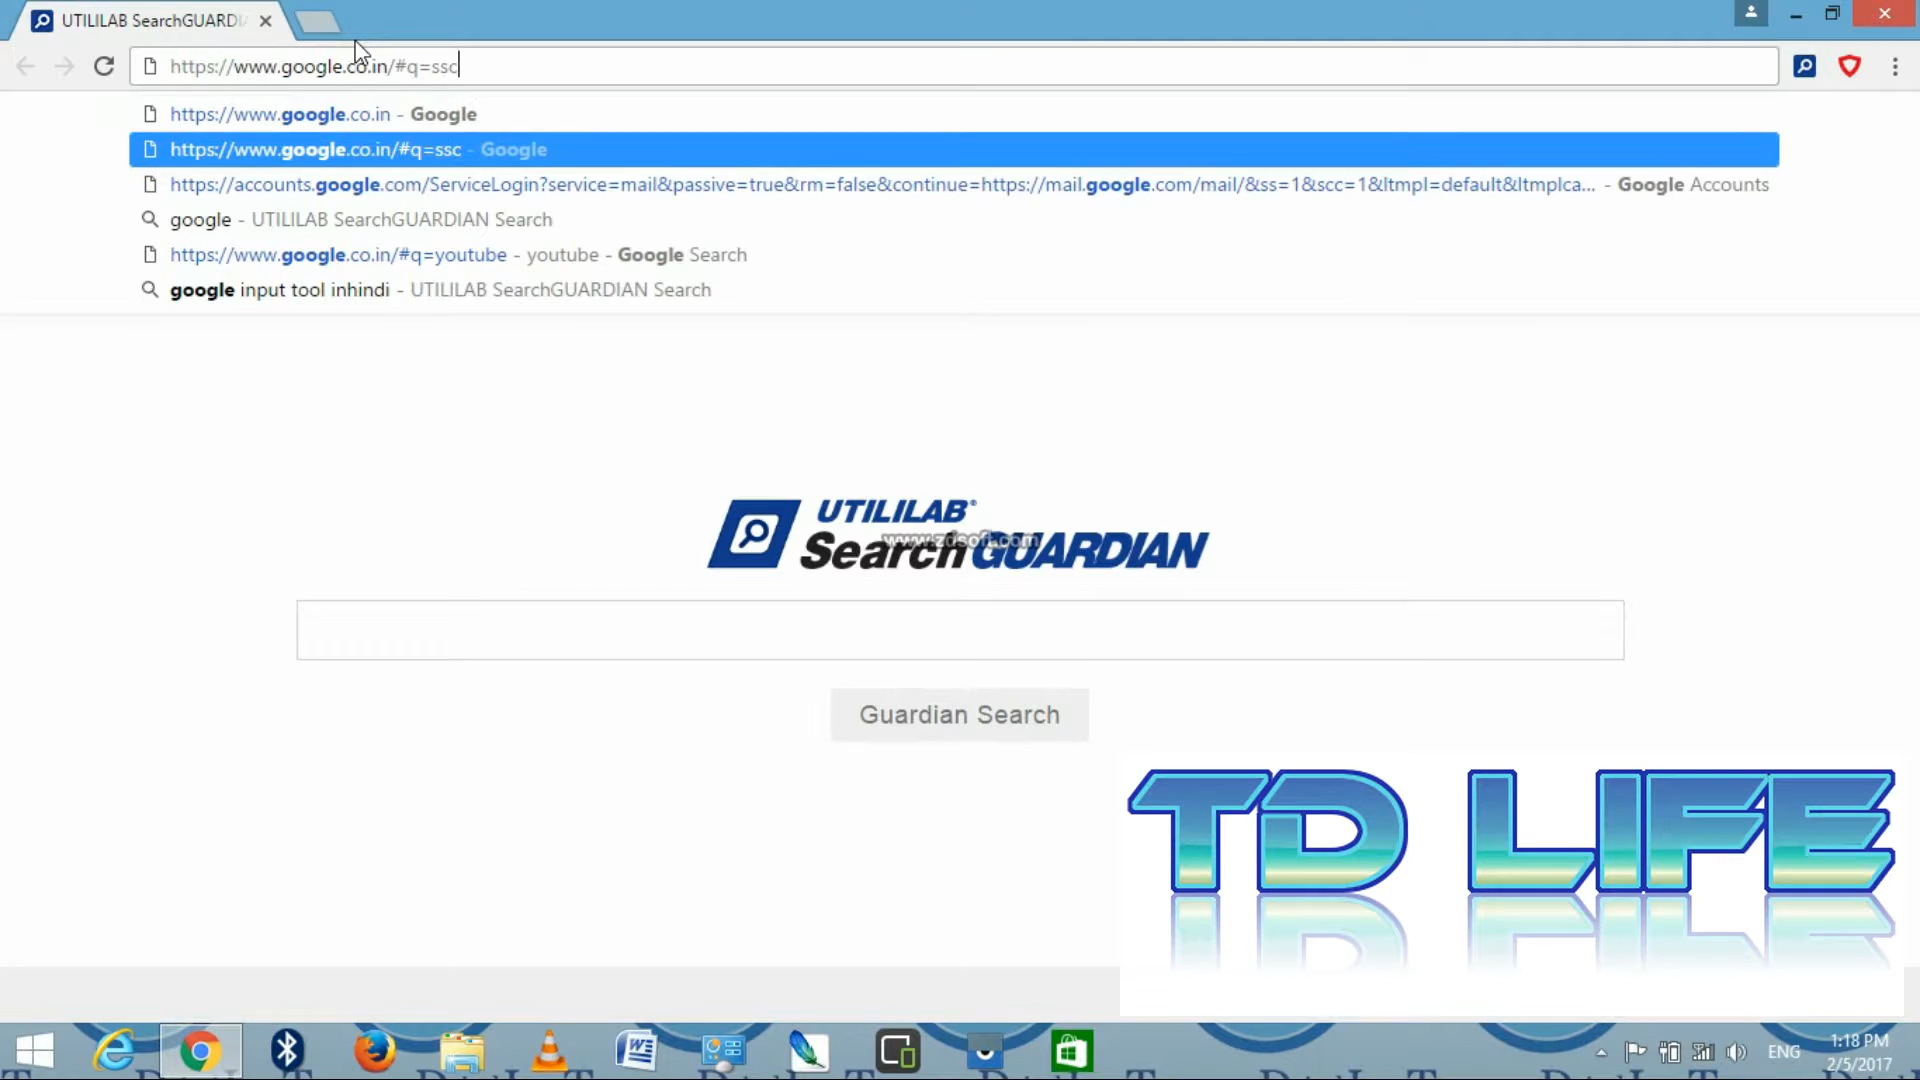 UTILILAB SearchGUARDI
https://www.google.co.in/#q=ssc
https://www.google.co.in - Google
https://www.google.co.in/#q=ssc - Google
https://accounts.google.com/ServiceLogin?service=mail&passive=true&rm=false&continue=https://mail.google.com/mail/&ss=1&scc=1&ltmpl=default&ltmplca... - Google Accounts
google - UTILILAB SearchGUARDIAN Search
https://www.google.co.in/#q=youtube - youtube - Google Search
google input tool inhindi - UTILILAB SearchGUARDIAN Search
UTILILAB®
SearchGUARDIAN
www.zdsoft.com
Guardian Search
TD LIFE
ENG
1:18 PM
2/5/2017